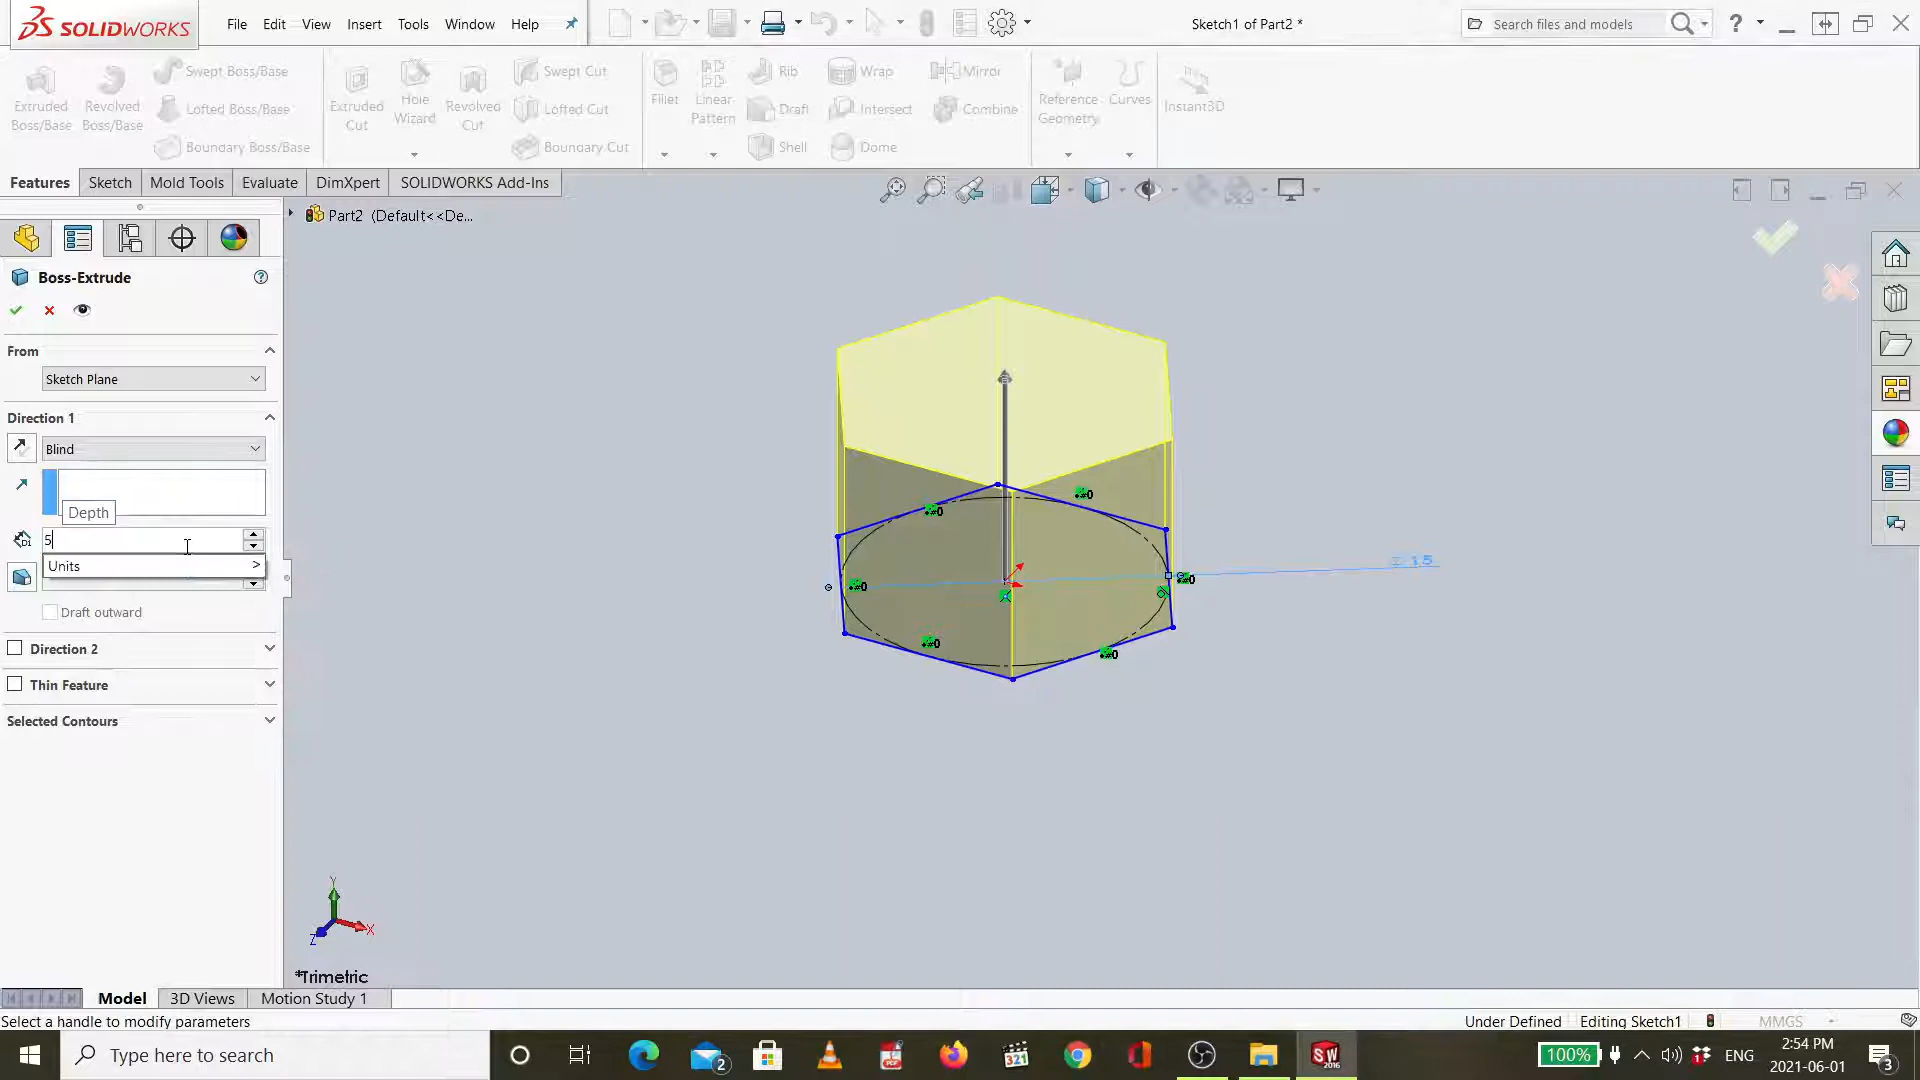 SOLIDWORKS
File Edit View Insert Tools Window Help
Sketch1 of Part2 *
Search files and models
?
Extruded Boss/Base
Revolved Boss/Base
Swept Boss/Base
Lofted Boss/Base
Boundary Boss/Base
Extruded Cut
Hole Wizard
Revolved Cut
Swept Cut
Lofted Cut
Boundary Cut
Fillet
Linear Pattern
Rib
Draft
Shell
Wrap
Intersect
Dome
Mirror
Combine
Reference Geometry
Curves
Instant3D
Features Sketch Mold Tools Evaluate DimXpert SOLIDWORKS Add-Ins
Part2 (Default<<De...
Boss-Extrude
From
Sketch Plane
Direction 1
Blind
Depth
5
Units >
Draft outward
Direction 2
Thin Feature
Selected Contours
15
Y
X
Z
*Trimetric
Model 3D Views Motion Study 1
Select a handle to modify parameters
Under Defined Editing Sketch1 MMGS
Type here to search
2
321
SW 2016
100%
ENG
2:54 PM
2021-06-01
3